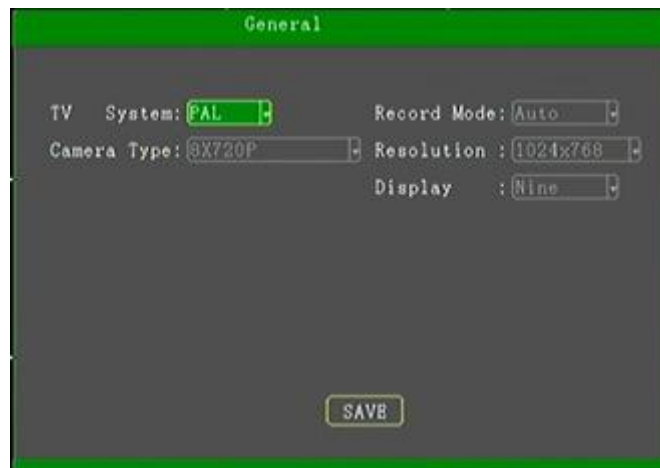 General
TV System: PAL Record Mode: Auto
Camera Type: 8X720P Resolution : 1024x768
Display : Nine
SAVE